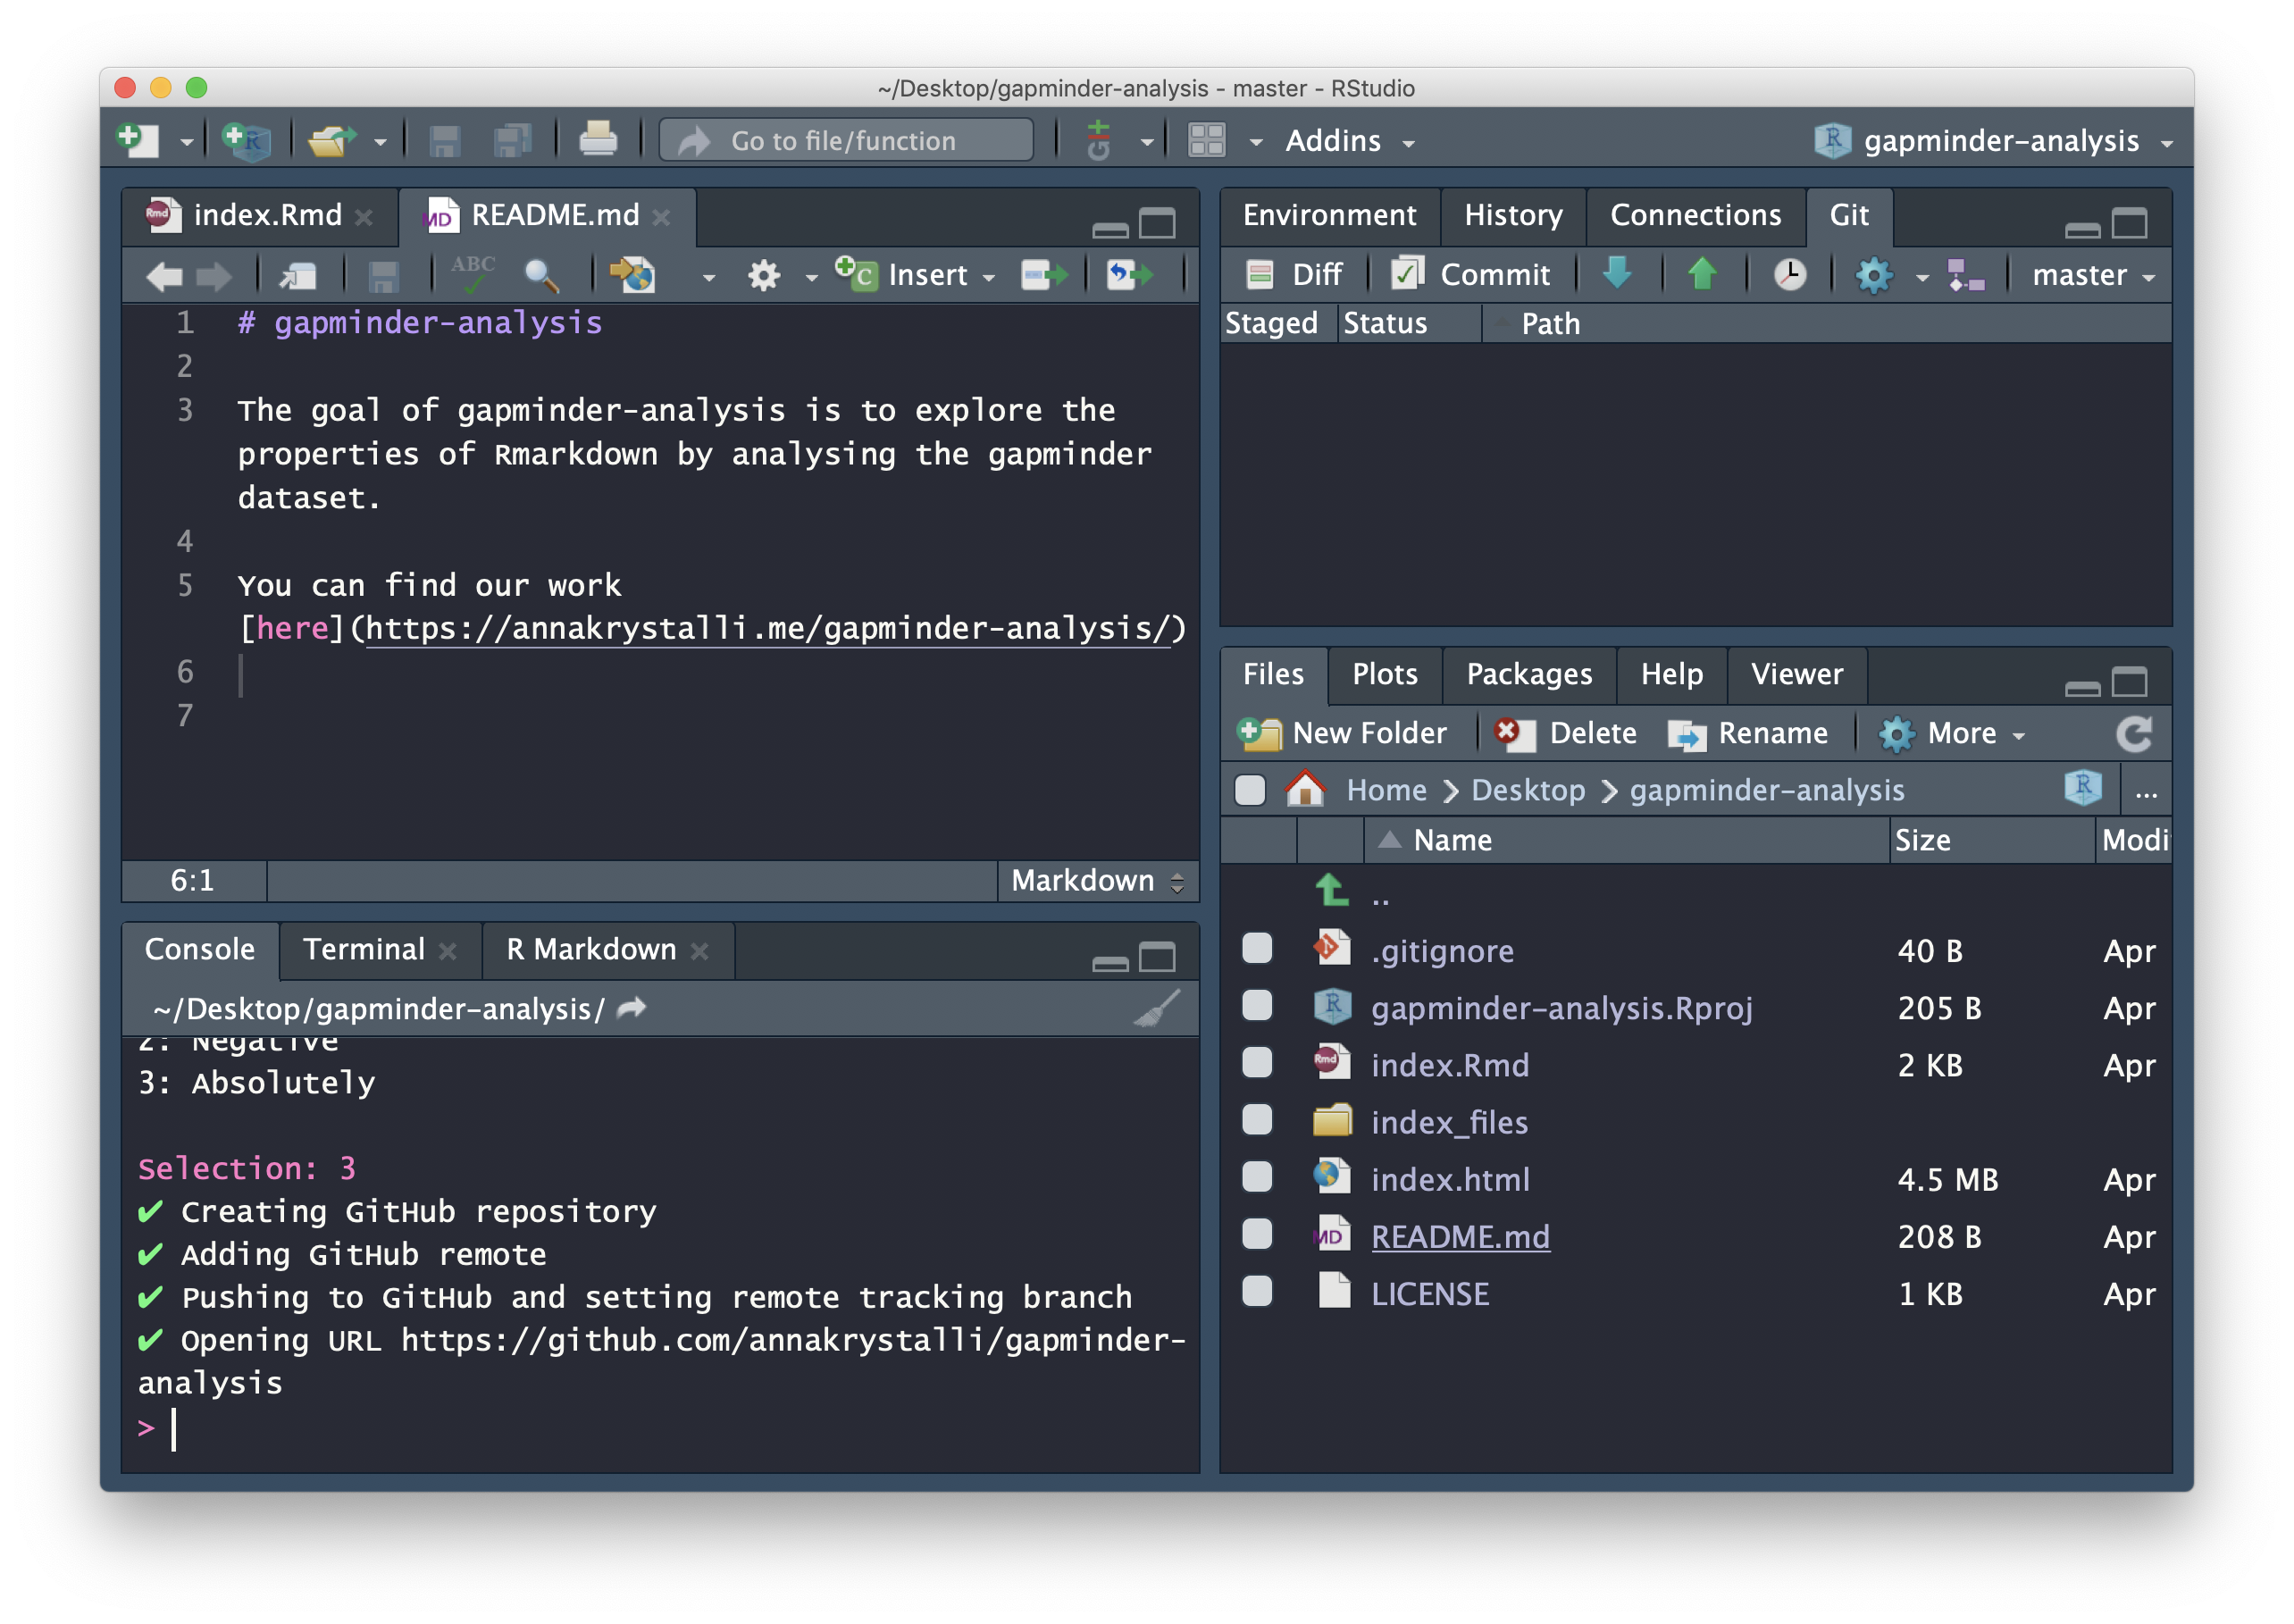 ~/Desktop/gapminder-analysis - master - RStudio
Go to file/function
Addins
gapminder-analysis
index.Rmd
README.md
ABC
Insert
1 # gapminder-analysis
2
3 The goal of gapminder-analysis is to explore the
properties of Rmarkdown by analysing the gapminder
dataset.
4
5 You can find our work
[here](https://annakrystalli.me/gapminder-analysis/)
6
7
6:1 Markdown
Console Terminal R Markdown
~/Desktop/gapminder-analysis/
2: Negative
3: Absolutely
Selection: 3
✔ Creating GitHub repository
✔ Adding GitHub remote
✔ Pushing to GitHub and setting remote tracking branch
✔ Opening URL https://github.com/annakrystalli/gapminder-
analysis
>
Environment History Connections Git
Diff Commit master
Staged Status Path
Files Plots Packages Help Viewer
New Folder Delete Rename More
Home Desktop gapminder-analysis ...
Name Size Modi
..
.gitignore 40 B Apr
gapminder-analysis.Rproj 205 B Apr
index.Rmd 2 KB Apr
index_files
index.html 4.5 MB Apr
README.md 208 B Apr
LICENSE 1 KB Apr